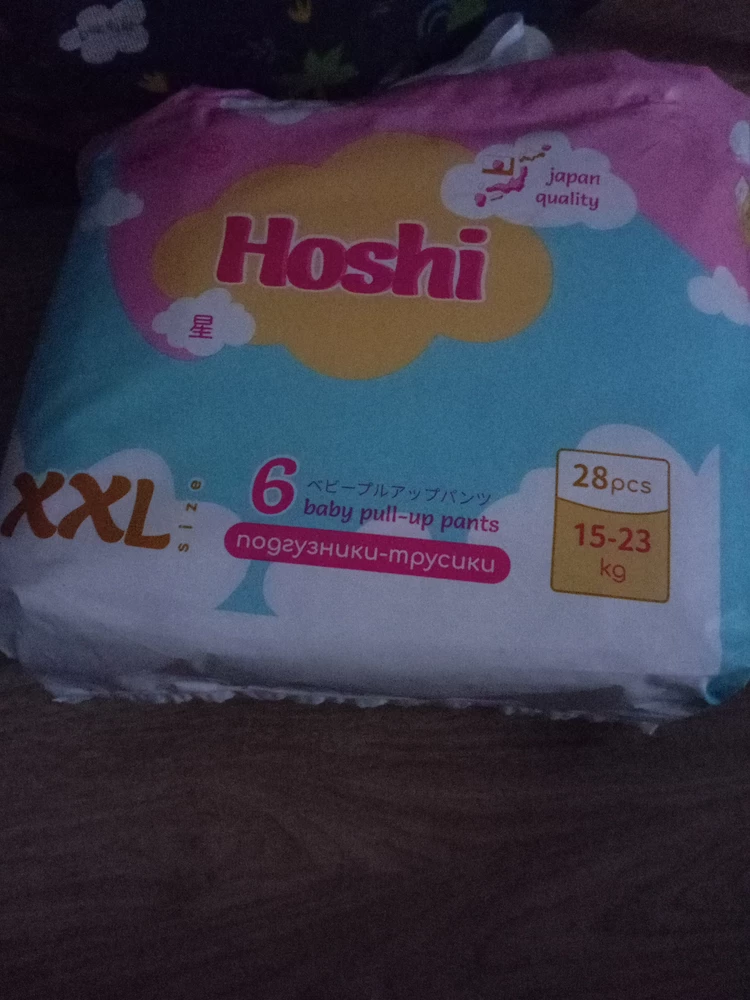 japan
quality
Hoshi
星
XXL
size
6
ベビープルアップパンツ
baby pull-up pants
подгузники-трусики
28pcs
15-23
kg